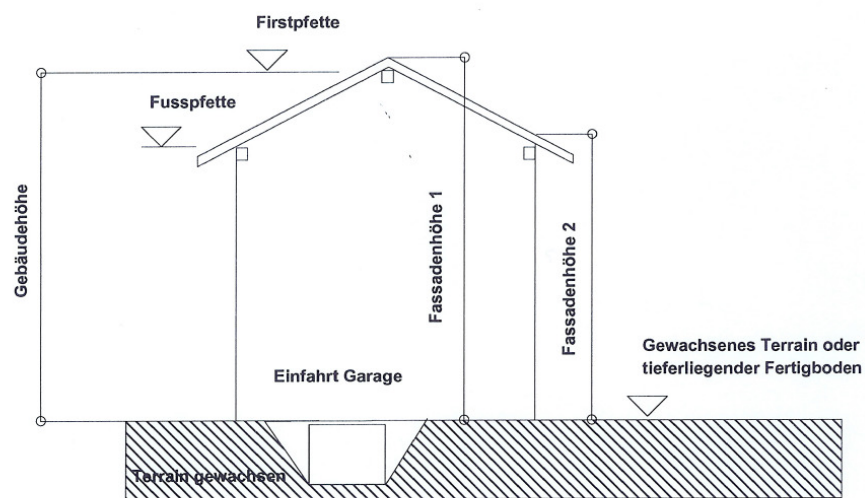 Firstpfette
Fusspfette
Gebäudehöhe
Fassadenhöhe 1
Fassadenhöhe 2
Einfahrt Garage
Gewachsenes Terrain oder
tieferliegender Fertigboden
Terrain gewachsen